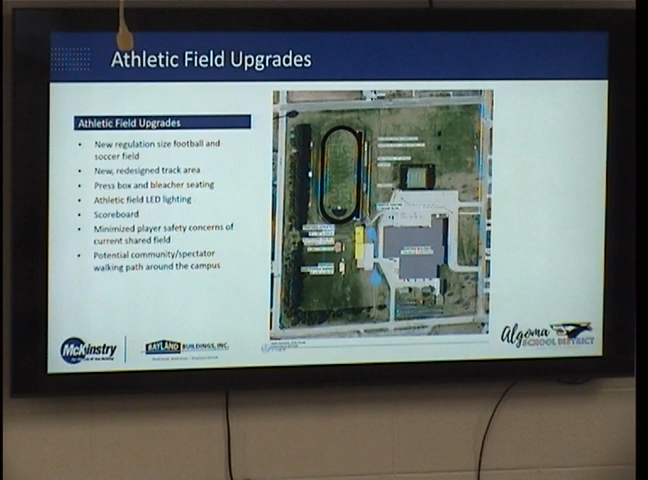 Athletic Field Upgrades
Athletic Field Upgrades
• New regulation size football and
soccer field
• New, redesigned track area
• Press box and bleacher seating
• Athletic field LED lighting
• Scoreboard
• Minimized player safety concerns of
current shared field
• Potential community/spectator
walking path around the campus
McKinstry
BAYLAND BUILDINGS, INC.
Algoma
SCHOOL DISTRICT